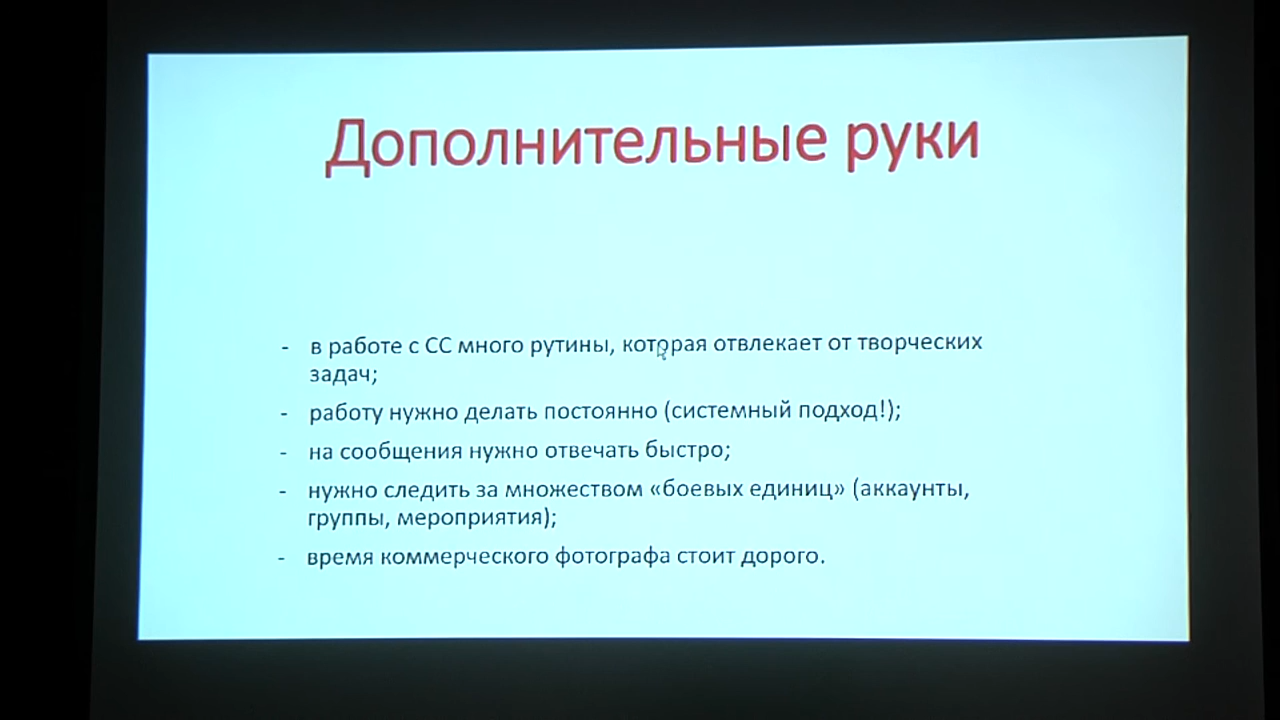 Дополнительные руки
- в работе с СС много рутины, которая отвлекает от творческих
задач;
- работу нужно делать постоянно (системный подход!);
- на сообщения нужно отвечать быстро;
- нужно следить за множеством «боевых единиц» (аккаунты,
группы, мероприятия);
- время коммерческого фотографа стоит дорого.